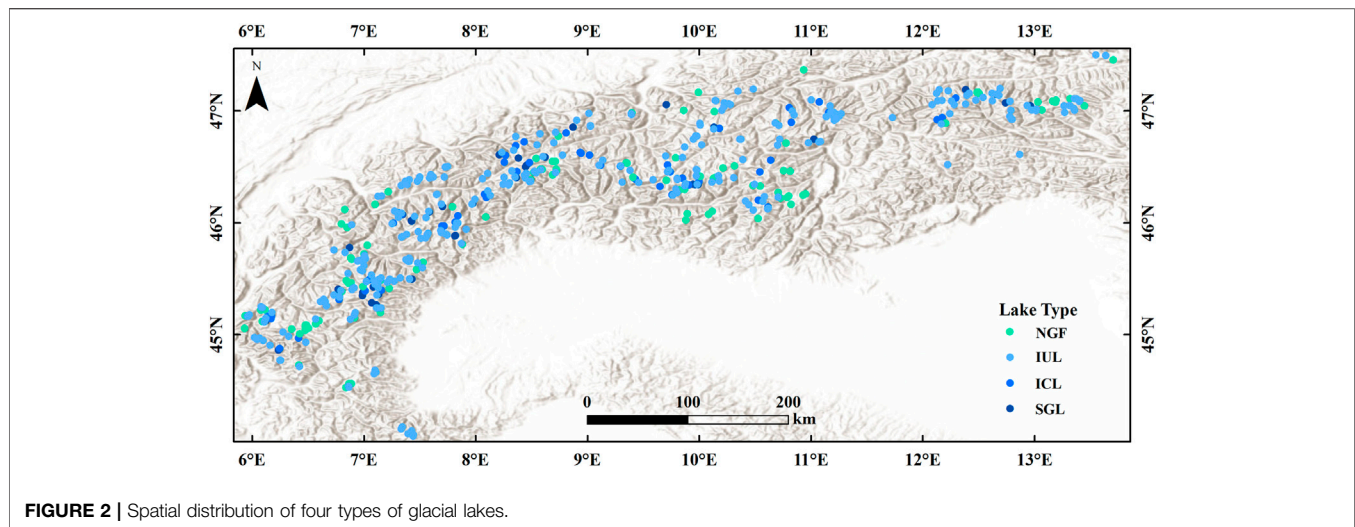 6°E 7°E 8°E 9°E 10°E 11°E 12°E 13°E
N
47°N 47°N
46°N 46°N
45°N 45°N
Lake Type
NGF
IUL
ICL
SGL
0 100 200
km
6°E 7°E 8°E 9°E 10°E 11°E 12°E 13°E
FIGURE 2 | Spatial distribution of four types of glacial lakes.